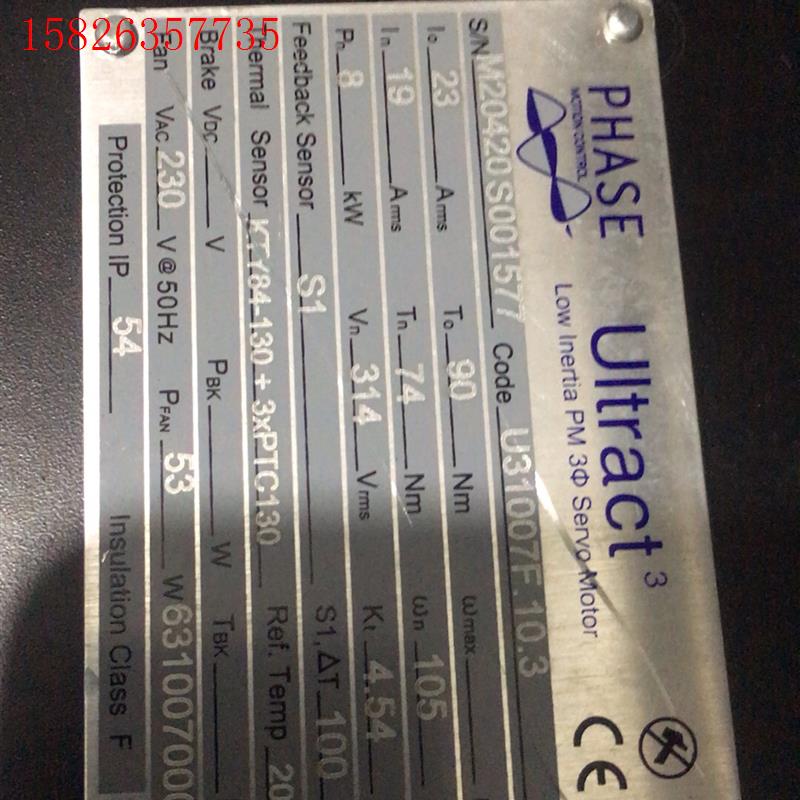 15826357735
PHASE Ultract 3
MOTION CONTROL
Low Inertia PM 3Φ Servo Motor
CE
S/N M20420S001577 Code U31007F.10.3
Io 23 Arms To 90 Nm ωmax
In 19 Arms Tn 74 Nm ωn 105
Pn 8 kW Vn 314 Vrms Kt 4.54
Feedback Sensor S1 S1, ΔT 100
Thermal Sensor KTY84-130 + 3xPTC130 Ref. Temp 20
Brake VDC V PBK W TBK
Fan VAC 230 V@50Hz PFAN 53 W 631007000
Protection IP 54 Insulation Class F